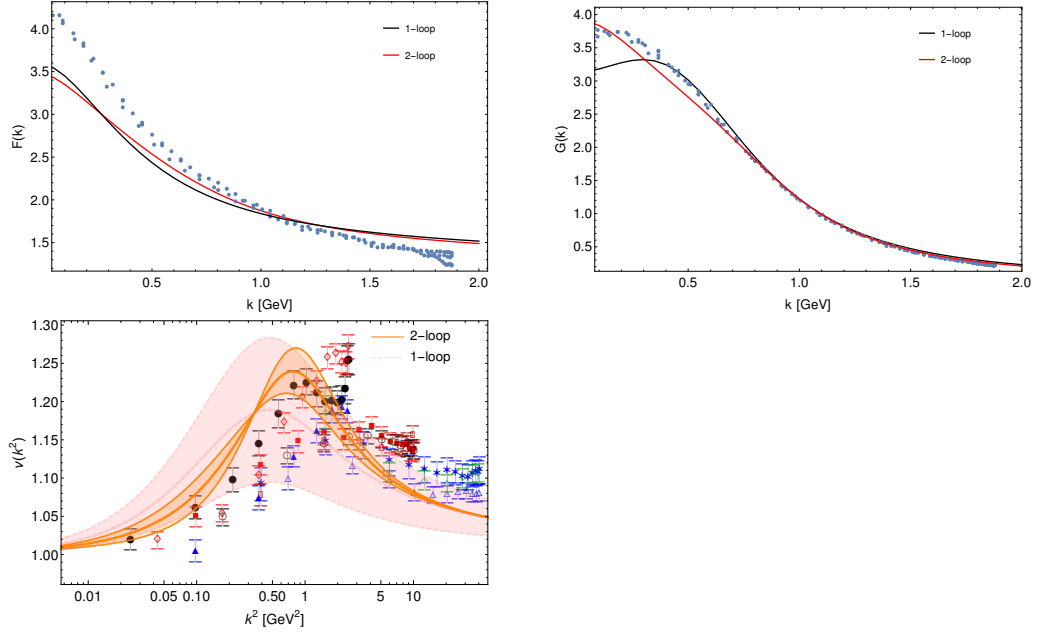 4.0
3.5
3.0
2.5
2.0
1.5
F(k)
1-loop
2-loop
0.5 1.0 1.5 2.0
k [GeV]
4.0
3.5
3.0
2.5
2.0
1.5
1.0
0.5
G(k)
1-loop
2-loop
0.5 1.0 1.5 2.0
k [GeV]
1.30
1.25
1.20
1.15
1.10
1.05
1.00
v(k²)
2-loop
1-loop
0.01 0.05 0.10 0.50 1 5 10
k² [GeV²]